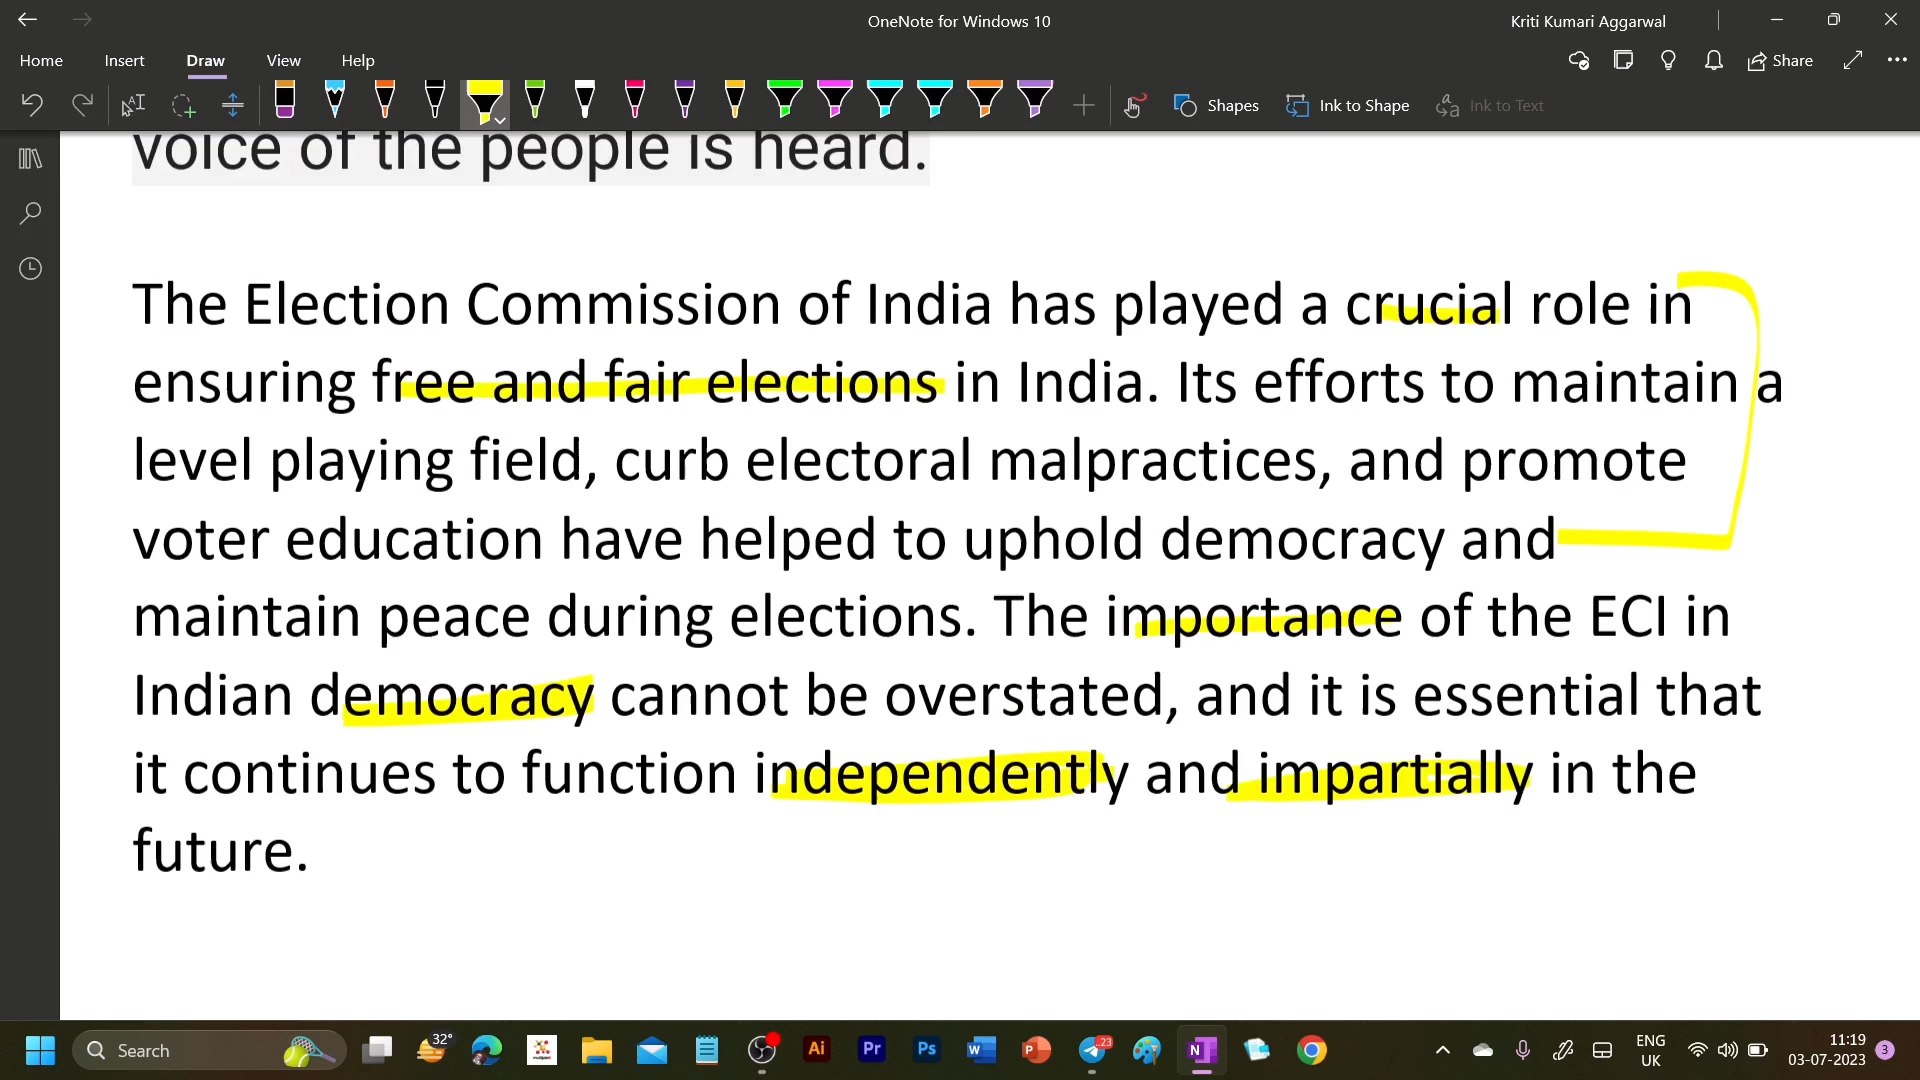 OneNote for Windows 10
Kriti Kumari Aggarwal
Home Insert Draw View Help
Share
Shapes Ink to Shape Ink to Text
voice of the people is heard.
The Election Commission of India has played a crucial role in
ensuring free and fair elections in India. Its efforts to maintain a
level playing field, curb electoral malpractices, and promote
voter education have helped to uphold democracy and
maintain peace during elections. The importance of the ECI in
Indian democracy cannot be overstated, and it is essential that
it continues to function independently and impartially in the
future.
Search
32°
Ai
Pr
Ps
23
ENG
UK
11:19
03-07-2023
3